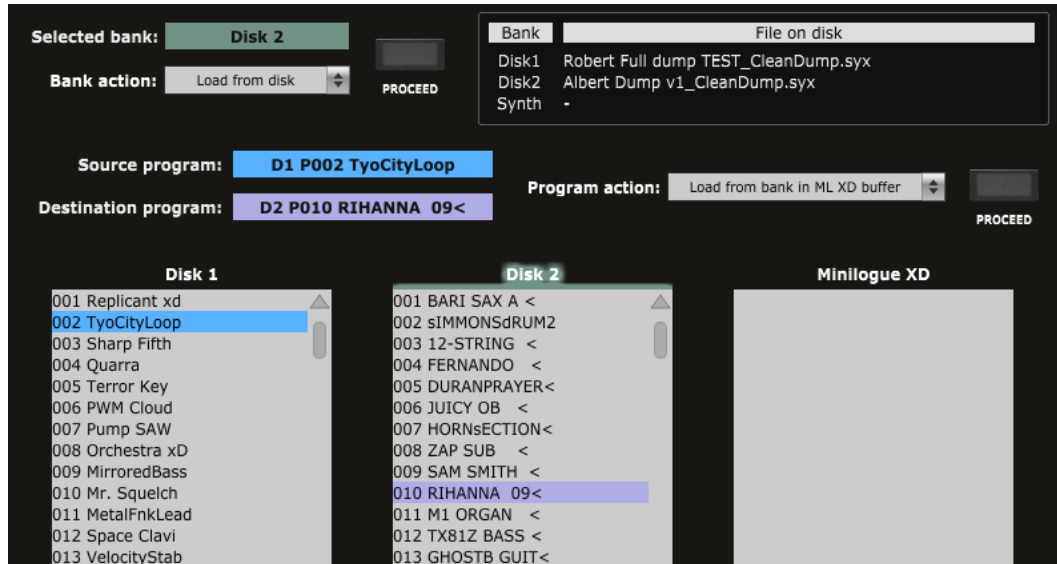 Selected bank: Disk 2
Bank action: Load from disk
PROCEED
Bank File on disk
Disk1 Robert Full dump TEST_CleanDump.syx
Disk2 Albert Dump v1_CleanDump.syx
Synth -
Source program: D1 P002 TyoCityLoop
Destination program: D2 P010 RIHANNA  09<
Program action: Load from bank in ML XD buffer
PROCEED
Disk 1
001 Replicant xd
002 TyoCityLoop
003 Sharp Fifth
004 Quarra
005 Terror Key
006 PWM Cloud
007 Pump SAW
008 Orchestra xD
009 MirroredBass
010 Mr. Squelch
011 MetalFnkLead
012 Space Clavi
013 VelocityStab
Disk 2
001 BARI SAX A <
002 sIMMONSdRUM2
003 12-STRING  <
004 FERNANDO   <
005 DURANPRAYER<
006 JUICY OB   <
007 HORNsECTION<
008 ZAP SUB    <
009 SAM SMITH  <
010 RIHANNA  09<
011 M1 ORGAN   <
012 TX81Z BASS <
013 GHOSTB GUIT<
Minilogue XD